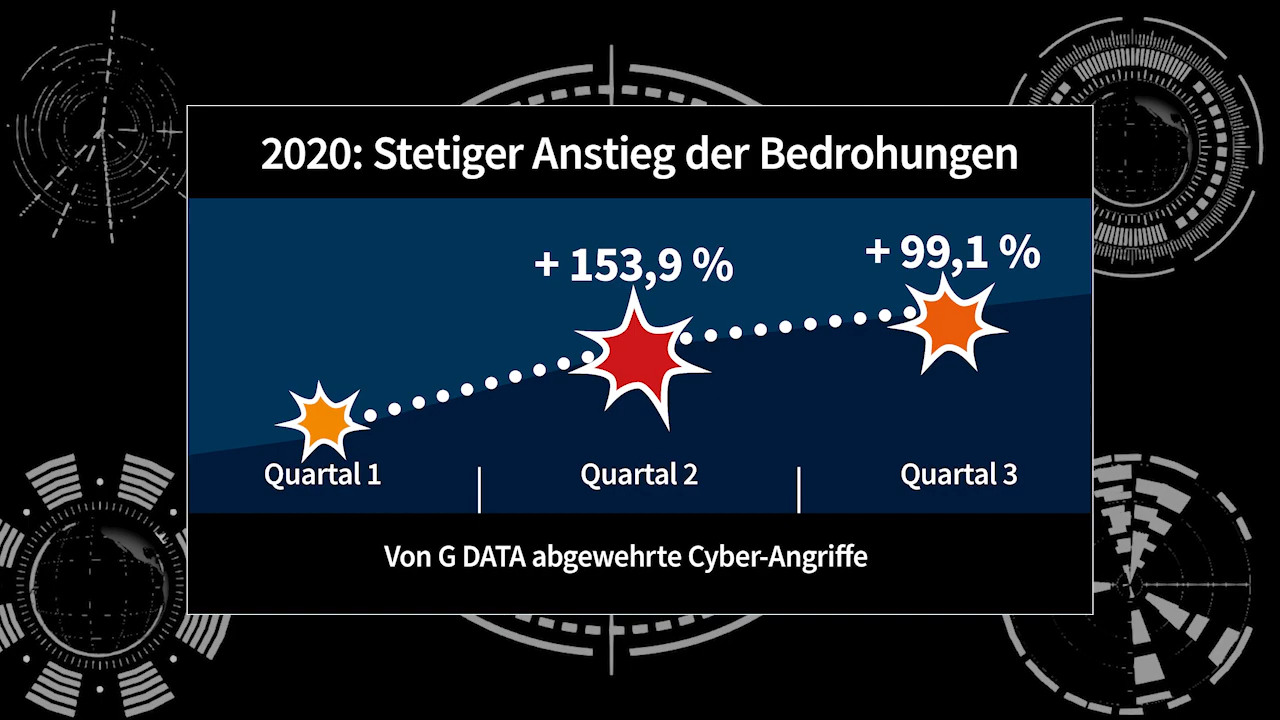 2020: Stetiger Anstieg der Bedrohungen
+ 153,9 %
+ 99,1 %
Quartal 1
Quartal 2
Quartal 3
Von G DATA abgewehrte Cyber-Angriffe